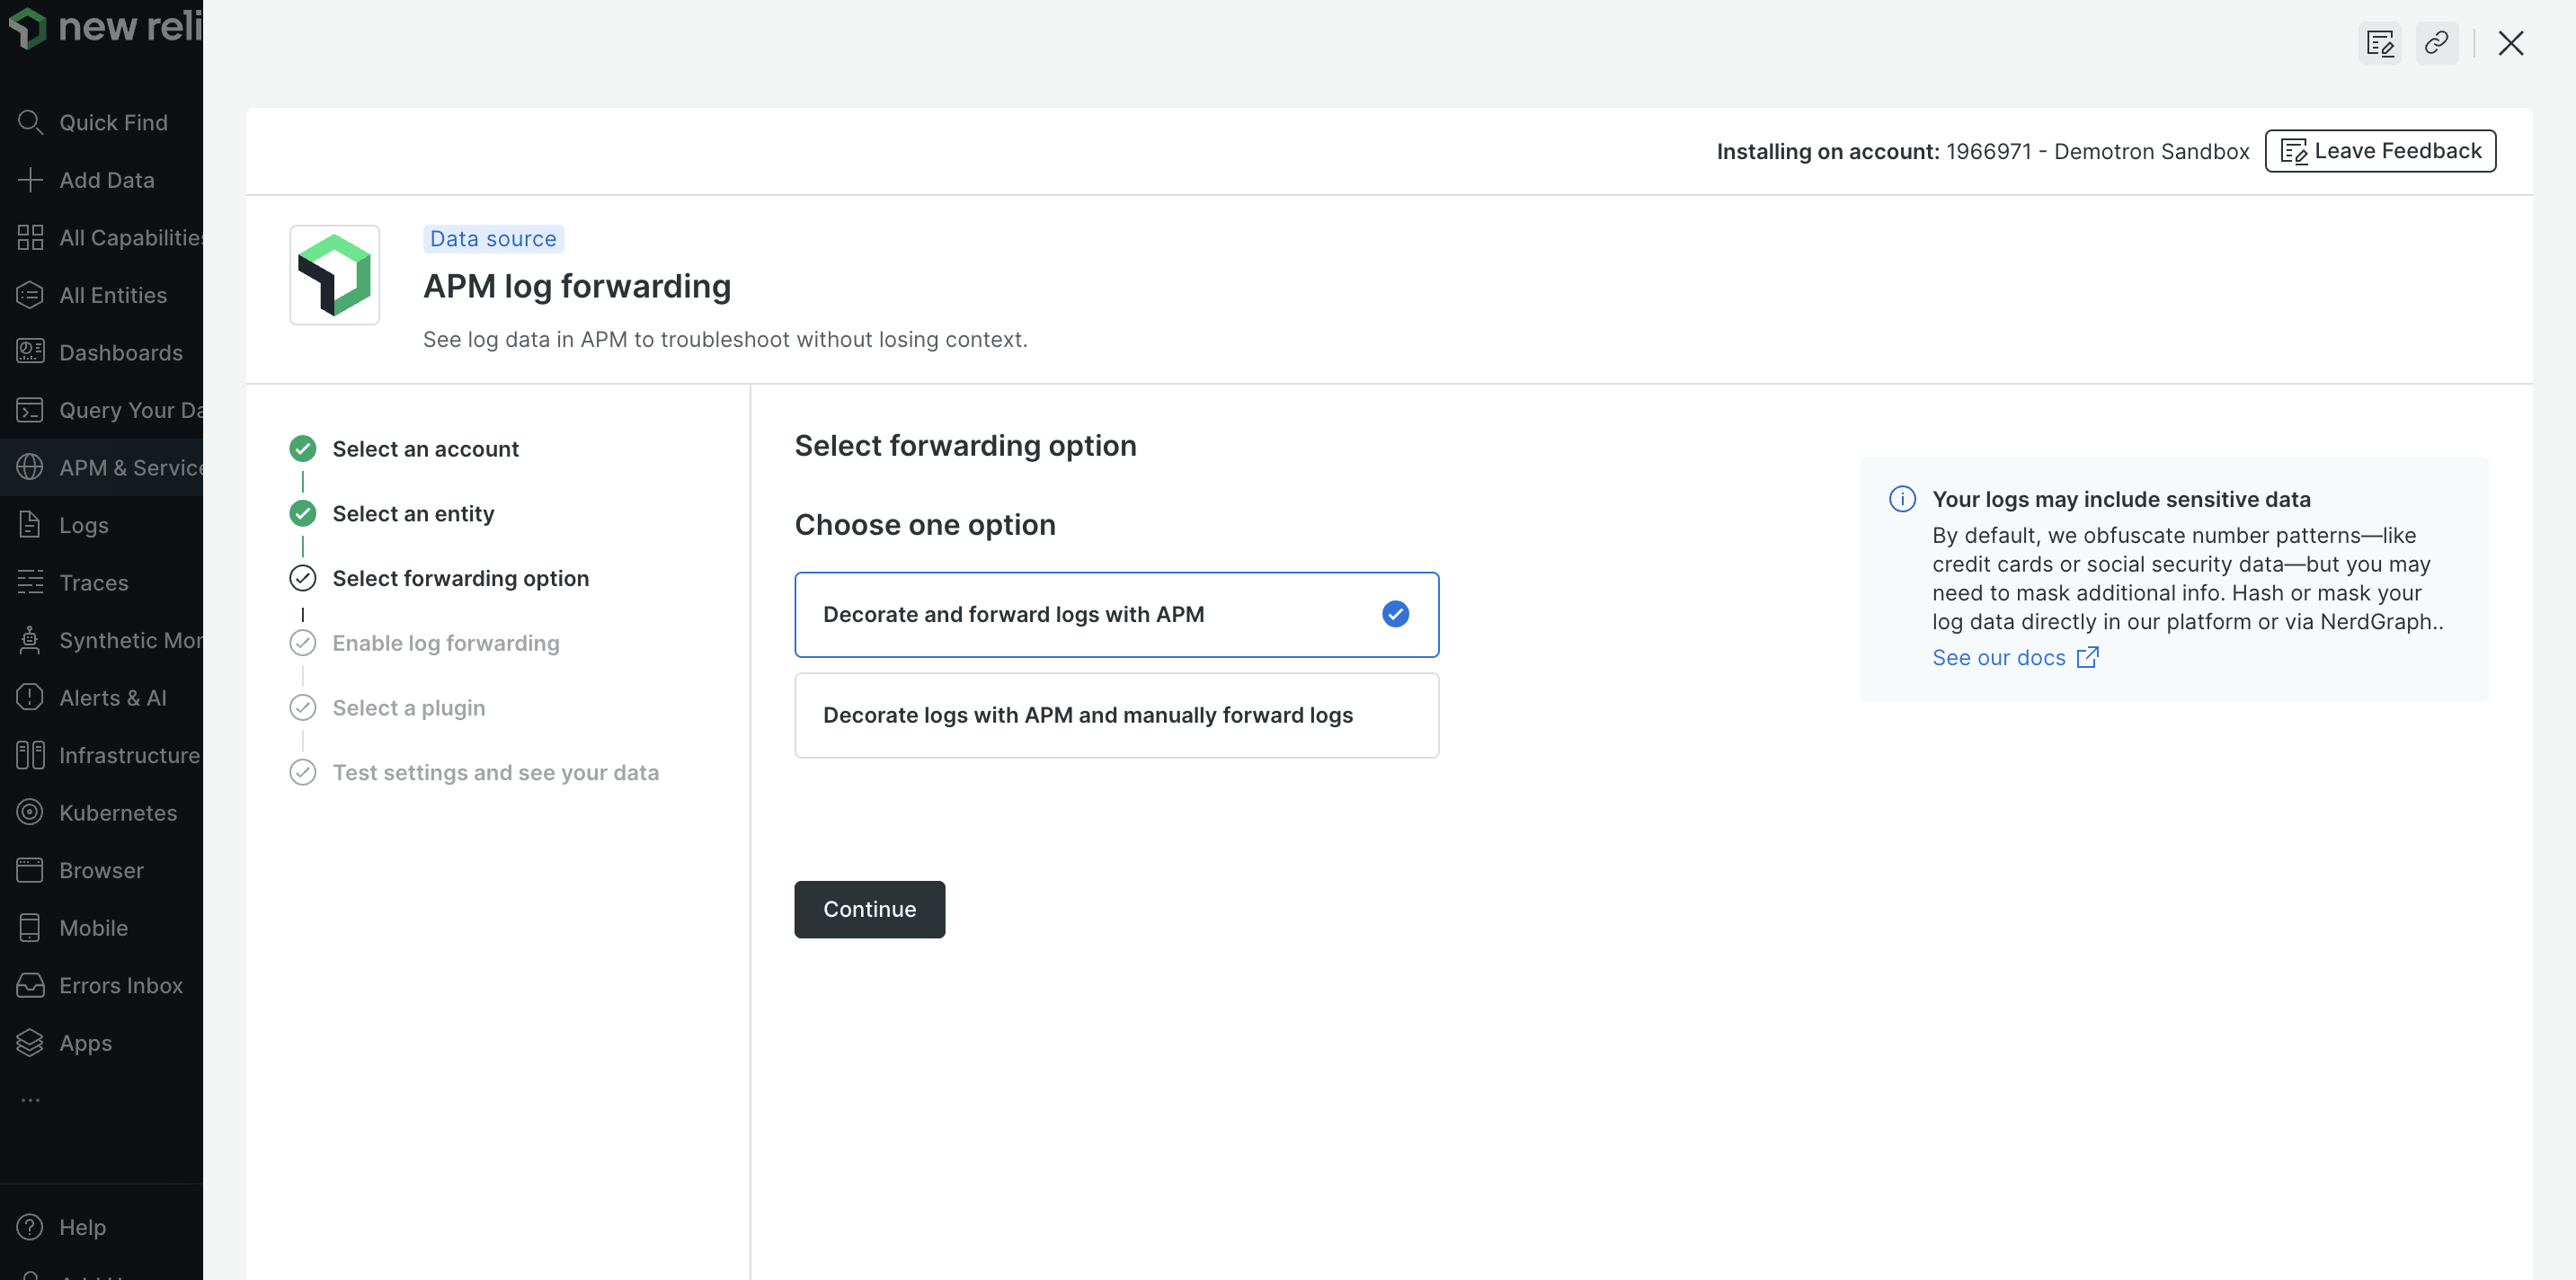 new reli
Quick Find
Add Data
All Capabilities
All Entities
Dashboards
Query Your Da
APM & Service
Logs
Traces
Synthetic Mor
Alerts & AI
Infrastructure
Kubernetes
Browser
Mobile
Errors Inbox
Apps
...
Help
Installing on account: 1966971 - Demotron Sandbox
Leave Feedback
Data source
APM log forwarding
See log data in APM to troubleshoot without losing context.
Select an account
Select an entity
Select forwarding option
Enable log forwarding
Select a plugin
Test settings and see your data
Select forwarding option
Choose one option
Decorate and forward logs with APM
Decorate logs with APM and manually forward logs
Continue
Your logs may include sensitive data
By default, we obfuscate number patterns—like
credit cards or social security data—but you may
need to mask additional info. Hash or mask your
log data directly in our platform or via NerdGraph..
See our docs